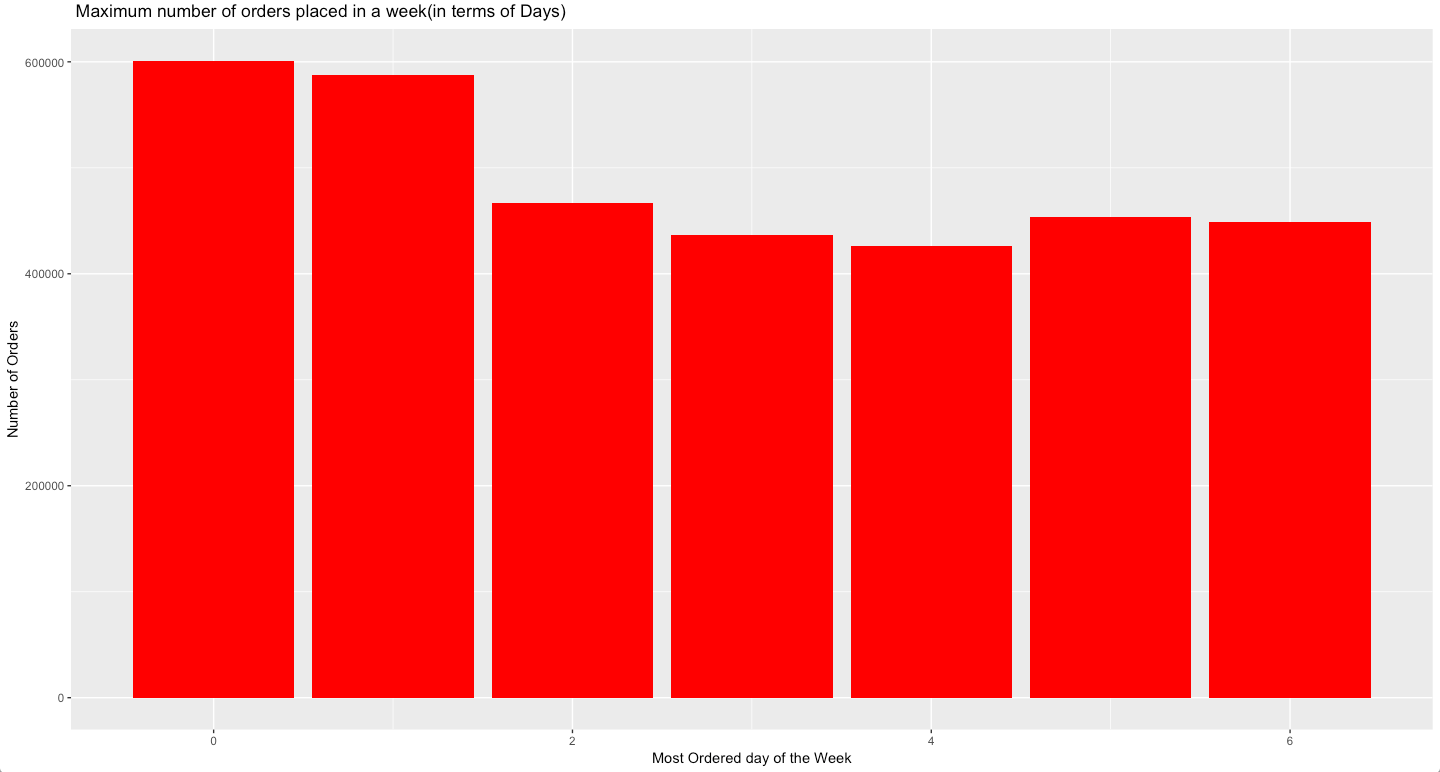 Maximum number of orders placed in a week(in terms of Days)
600000
400000
200000
0
Number of Orders
0 2 4 6
Most Ordered day of the Week